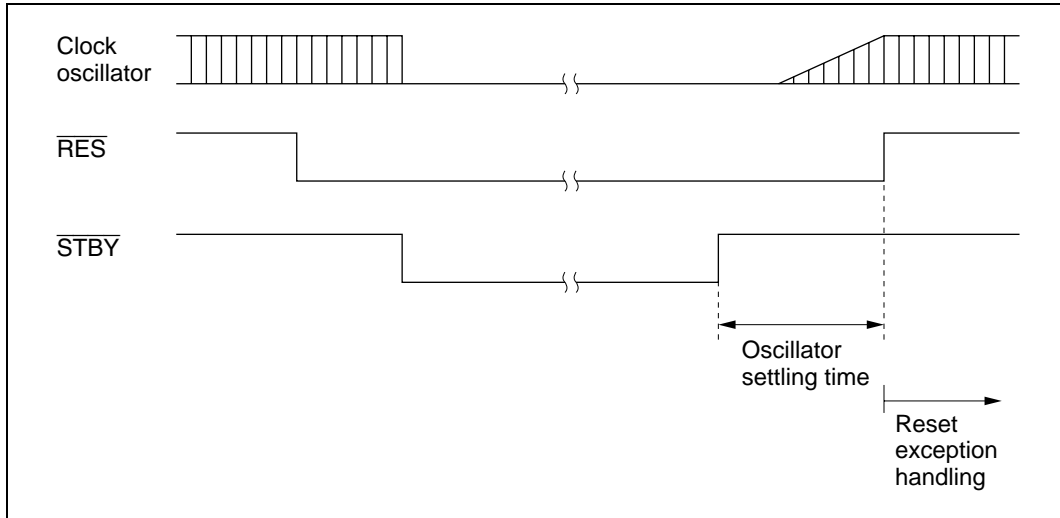 Clock
oscillator
RES
STBY
Oscillator
settling time
Reset
exception
handling